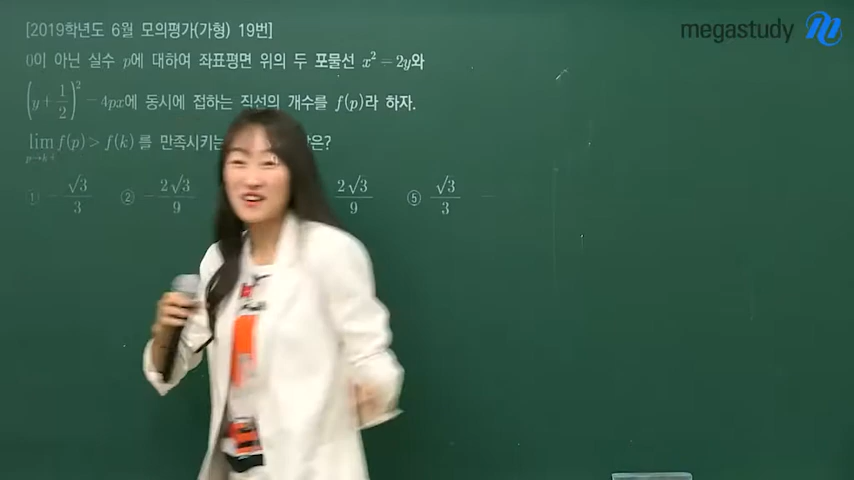 [2019학년도 6월 모의평가(가형) 19번]
megastudy
0이 아닌 실수 p에 대하여 좌표평면 위의 두 포물선 x² = 2y와
(y + 1/2)² = 4px에 동시에 접하는 직선의 개수를 f(p)라 하자.
lim p→k+ f(p) > f(k)를 만족시키는 은?
① -√3/3 ② -2√3/9 2√3/9 ⑤ √3/3